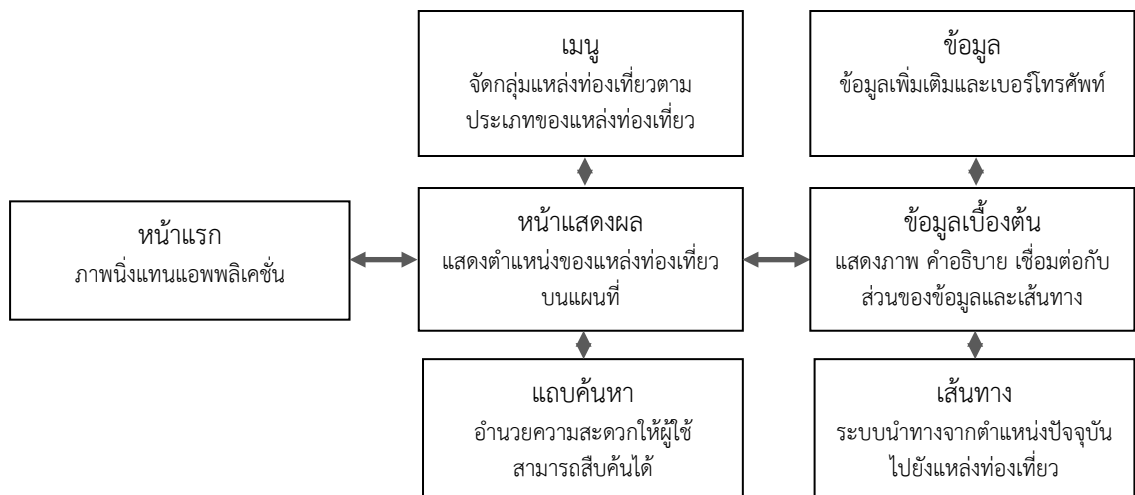 เมนู
จัดกลุ่มแหล่งท่องเที่ยวตาม
ประเภทของแหล่งท่องเที่ยว
ข้อมูล
ข้อมูลเพิ่มเติมและเบอร์โทรศัพท์
หน้าแรก
ภาพนิ่งแทนแอพพลิเคชั่น
หน้าแสดงผล
แสดงตำแหน่งของแหล่งท่องเที่ยว
บนแผนที่
ข้อมูลเบื้องต้น
แสดงภาพ คำอธิบาย เชื่อมต่อกับ
ส่วนของข้อมูลและเส้นทาง
แถบค้นหา
อำนวยความสะดวกให้ผู้ใช้
สามารถสืบค้นได้
เส้นทาง
ระบบนำทางจากตำแหน่งปัจจุบัน
ไปยังแหล่งท่องเที่ยว